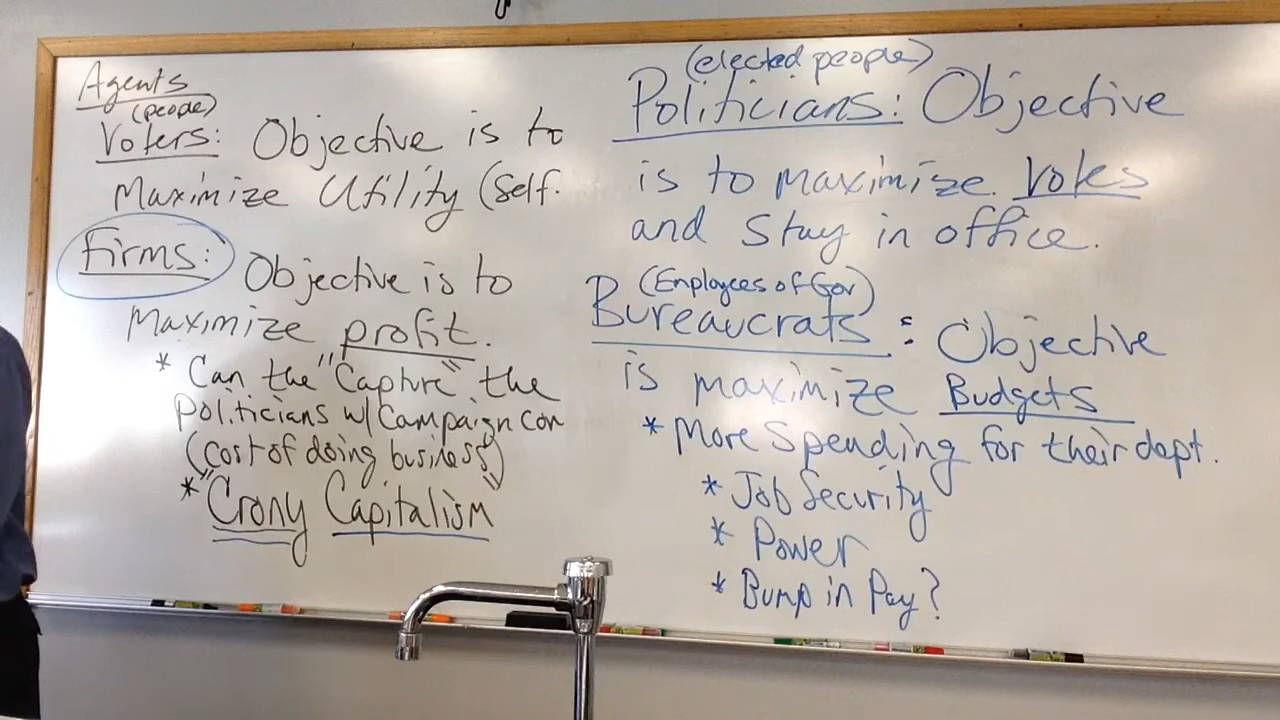 Agents
(people)
Voters: Objective is to
Maximize Utility (Self.
Firms: Objective is to
Maximize profit.
* Can the "Capture" the
politicians w/ Campaign con
(cost of doing business)
* "Crony Capitalism"
(elected people)
Politicians: Objective
is to maximize votes
and stay in office.
(Employees of Gov)
Bureaucrats: Objective
is maximize Budgets
* More spending for their dept.
* Job Security
* Power
* Bump in Pay?